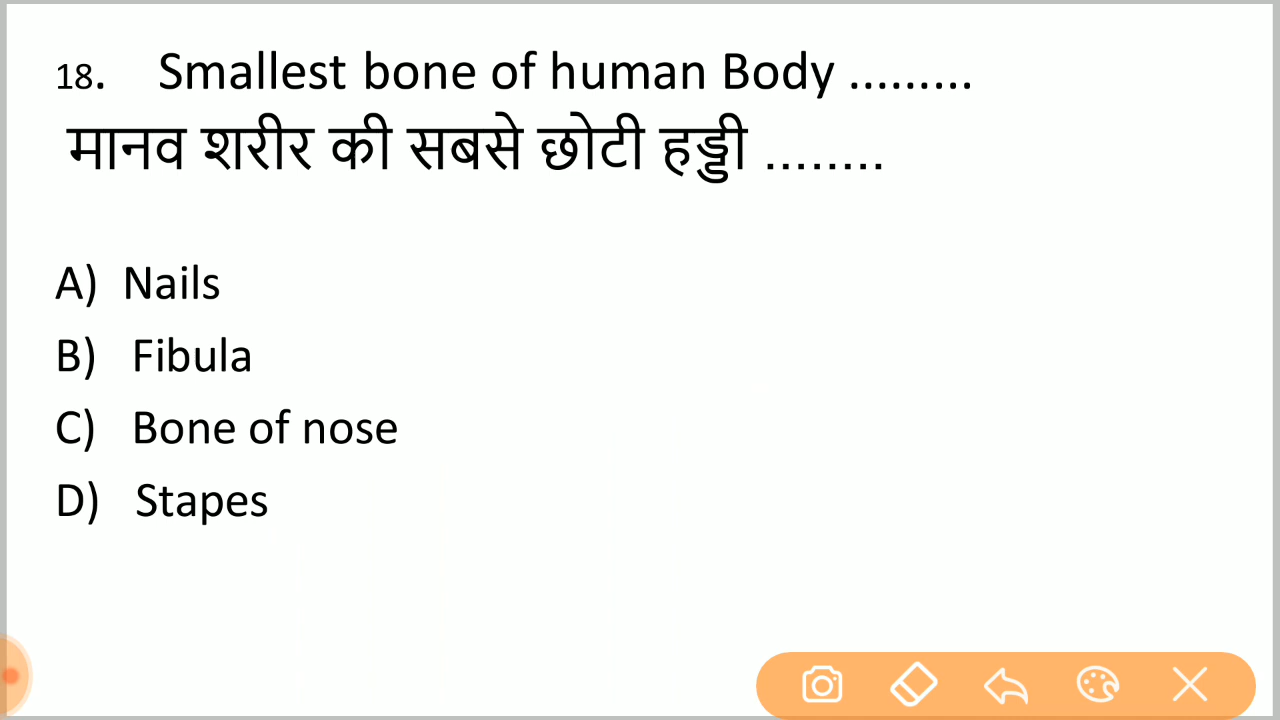 18. Smallest bone of human Body .........
मानव शरीर की सबसे छोटी हड्डी ........
A) Nails
B) Fibula
C) Bone of nose
D) Stapes